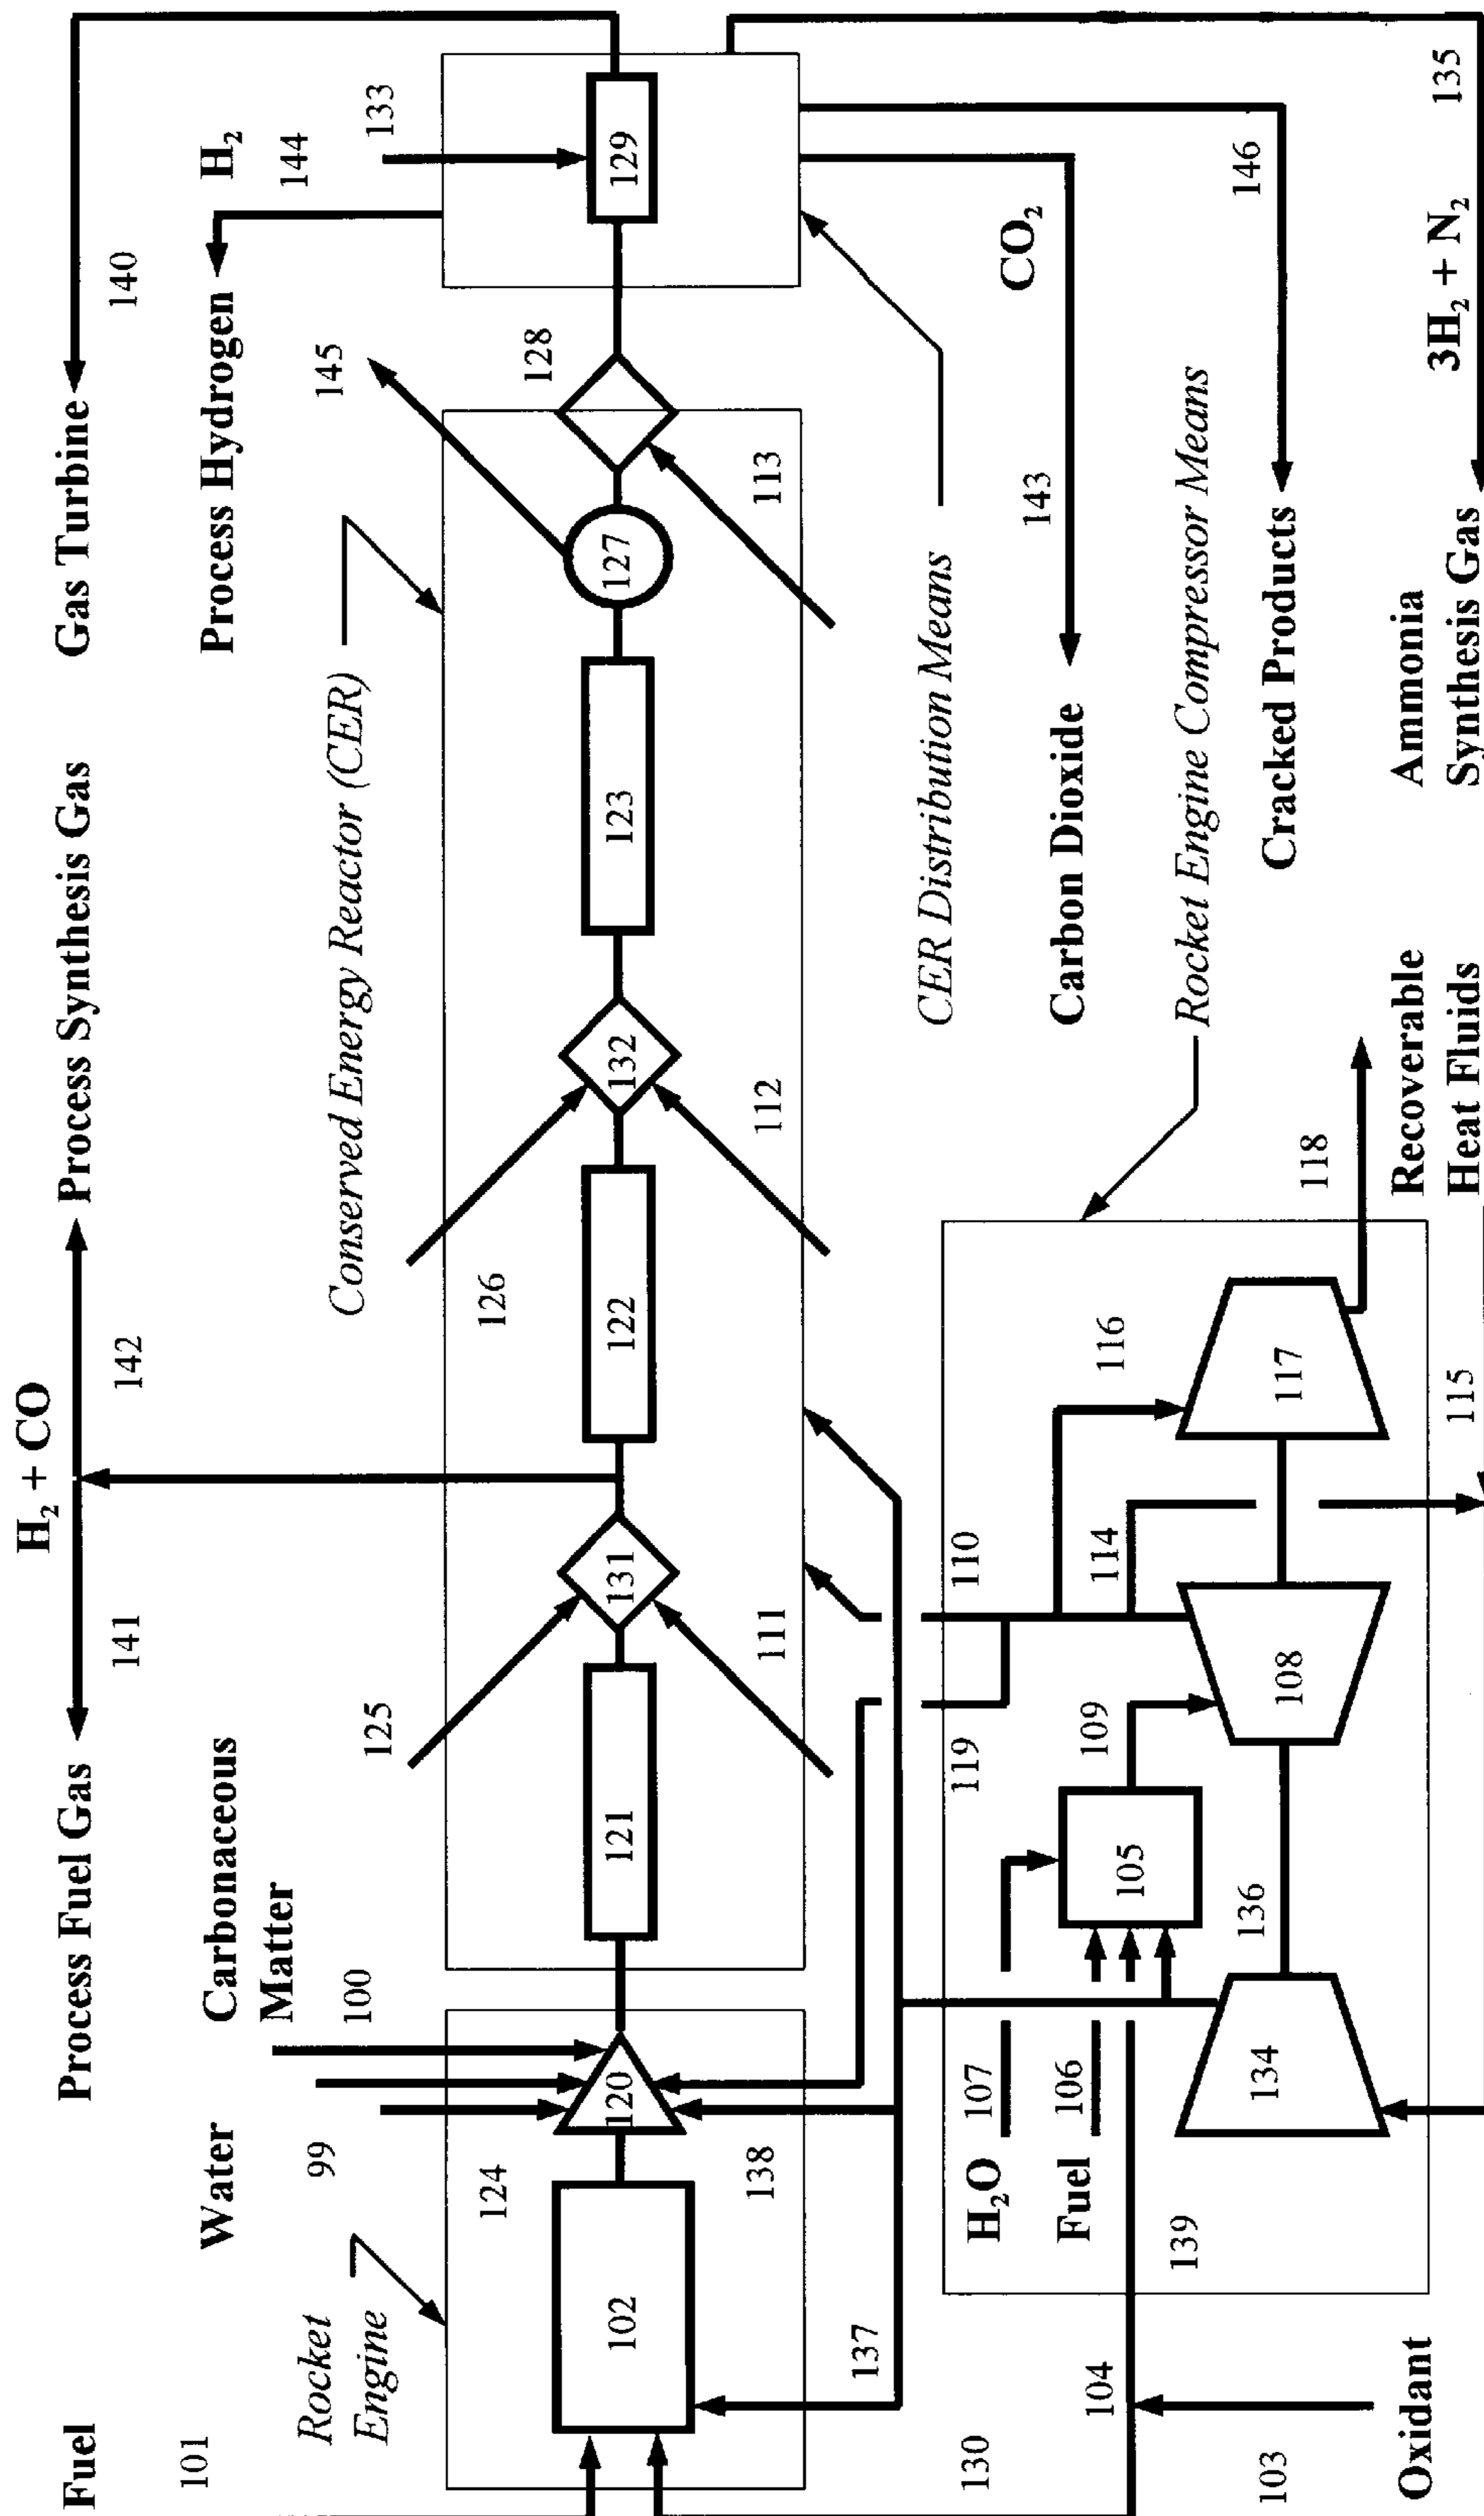 Fuel
101
Process Fuel Gas
141
H₂ + CO
142
Process Synthesis Gas
Gas Turbine
140
Water
99
Carbonaceous
Matter
100
Process Hydrogen
H₂
144
133
Rocket
Engine
Conserved Energy Reactor (CER)
145
124
125
126
128
102
120
121
131
122
132
123
127
129
138
111
112
113
137
CER Distribution Means
143
CO₂
Carbon Dioxide
130
104
103
Oxidant
H₂O
107
Fuel
106
139
119
110
105
109
114
116
134
136
108
117
118
115
Rocket Engine Compressor Means
146
Cracked Products
Recoverable
Heat Fluids
Ammonia
Synthesis Gas
3H₂ + N₂
135